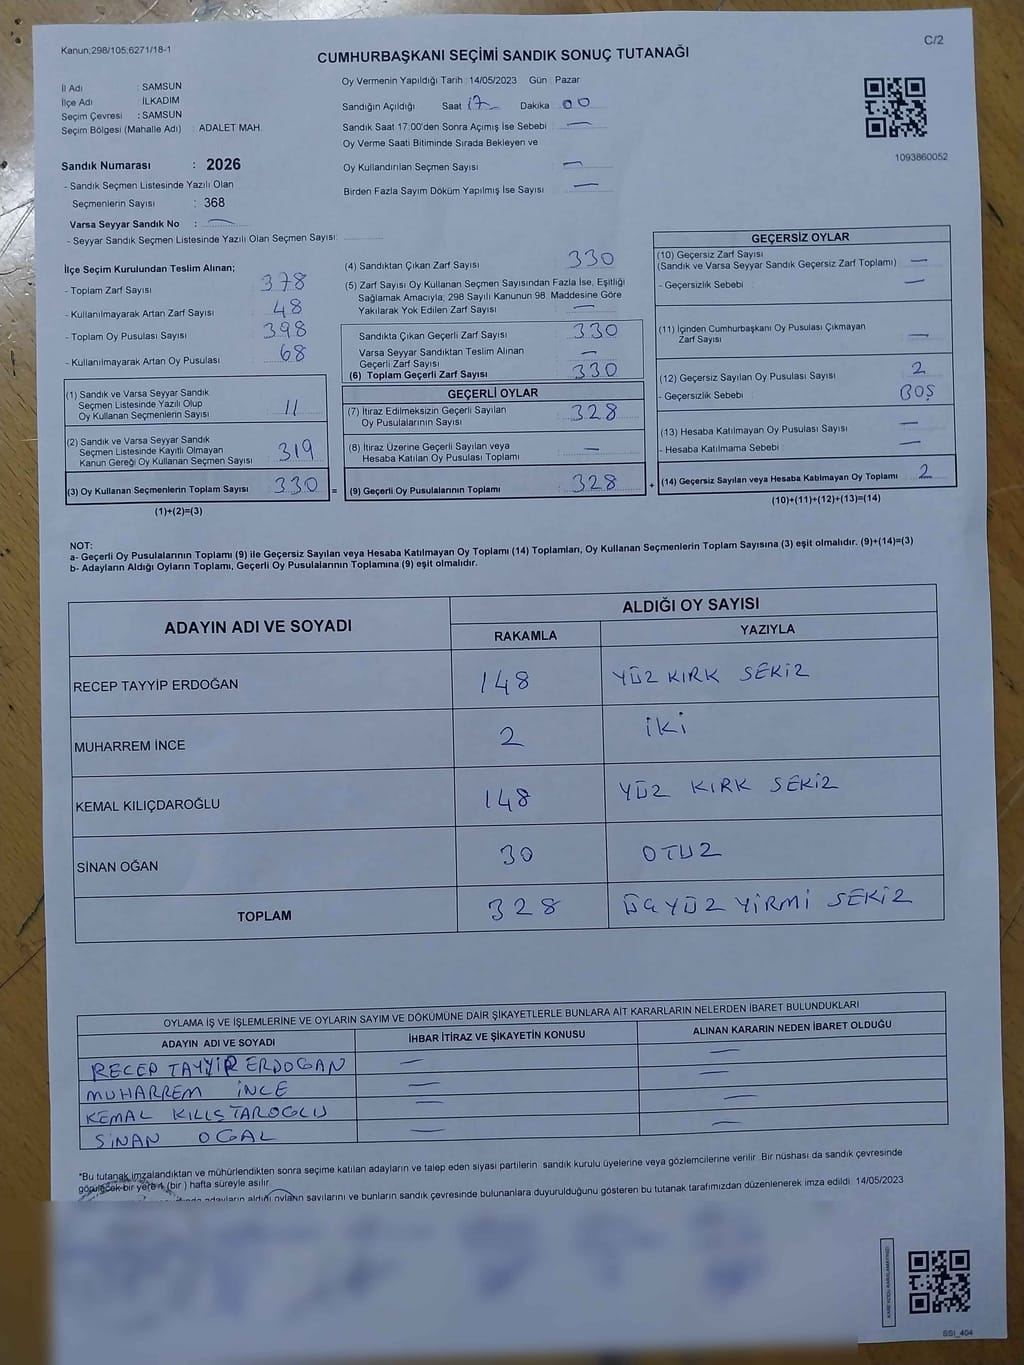 Kanun:298/105;6271/18-1
C/2
CUMHURBAŞKANI SEÇİMİ SANDIK SONUÇ TUTANAĞI
İl Adı : SAMSUN
İlçe Adı : İLKADIM
Seçim Çevresi : SAMSUN
Seçim Bölgesi (Mahalle Adı) : ADALET MAH.
Sandık Numarası : 2026
- Sandık Seçmen Listesinde Yazılı Olan
Seçmenlerin Sayısı : 368
Varsa Seyyar Sandık No : —
- Seyyar Sandık Seçmen Listesinde Yazılı Olan Seçmen Sayısı:
Oy Vermenin Yapıldığı Tarih :14/05/2023 Gün : Pazar
Sandığın Açıldığı Saat 17 Dakika 00
Sandık Saat 17:00'den Sonra Açımış İse Sebebi —
Oy Verme Saati Bitiminde Sırada Bekleyen ve
Oy Kullandırılan Seçmen Sayısı —
Birden Fazla Sayım Döküm Yapılmış İse Sayısı —
1093860052
İlçe Seçim Kurulundan Teslim Alınan;
- Toplam Zarf Sayısı 378
- Kullanılmayarak Artan Zarf Sayısı 48
- Toplam Oy Pusulası Sayısı 398
- Kullanılmayarak Artan Oy Pusulası 68
(1) Sandık ve Varsa Seyyar Sandık
Seçmen Listesinde Yazılı Olup
Oy Kullanan Seçmenlerin Sayısı 11
(2) Sandık ve Varsa Seyyar Sandık
Seçmen Listesinde Kayıtlı Olmayan
Kanun Gereği Oy Kullanan Seçmen Sayısı 319
(3) Oy Kullanan Seçmenlerin Toplam Sayısı 330 =
(1)+(2)=(3)
(4) Sandıktan Çıkan Zarf Sayısı 330
(5) Zarf Sayısı Oy Kullanan Seçmen Sayısından Fazla İse, Eşitliği
Sağlamak Amacıyla; 298 Sayılı Kanunun 98. Maddesine Göre
Yakılarak Yok Edilen Zarf Sayısı —
Sandıkta Çıkan Geçerli Zarf Sayısı 330
Varsa Seyyar Sandıktan Teslim Alınan
Geçerli Zarf Sayısı —
(6) Toplam Geçerli Zarf Sayısı 330
GEÇERLİ OYLAR
(7) İtiraz Edilmeksizin Geçerli Sayılan
Oy Pusulalarının Sayısı 328
(8) İtiraz Üzerine Geçerli Sayılan veya
Hesaba Katılan Oy Pusulası Toplamı —
(9) Geçerli Oy Pusulalarının Toplamı 328 +
GEÇERSİZ OYLAR
(10) Geçersiz Zarf Sayısı
(Sandık ve Varsa Seyyar Sandık Geçersiz Zarf Toplamı) —
- Geçersizlik Sebebi —
(11) İçinden Cumhurbaşkanı Oy Pusulası Çıkmayan
Zarf Sayısı —
(12) Geçersiz Sayılan Oy Pusulası Sayısı 2
- Geçersizlik Sebebi BOŞ
(13) Hesaba Katılmayan Oy Pusulası Sayısı —
- Hesaba Katılmama Sebebi —
(14) Geçersiz Sayılan veya Hesaba Katılmayan Oy Toplamı 2
(10)+(11)+(12)+(13)=(14)
NOT:
a- Geçerli Oy Pusulalarının Toplamı (9) ile Geçersiz Sayılan veya Hesaba Katılmayan Oy Toplamı (14) Toplamları, Oy Kullanan Seçmenlerin Toplam Sayısına (3) eşit olmalıdır. (9)+(14)=(3)
b- Adayların Aldığı Oyların Toplamı, Geçerli Oy Pusulalarının Toplamına (9) eşit olmalıdır.
ADAYIN ADI VE SOYADI
ALDIĞI OY SAYISI
RAKAMLA YAZIYLA
RECEP TAYYİP ERDOĞAN 148 YÜZ KIRK SEKİZ
MUHARREM İNCE 2 İKİ
KEMAL KILIÇDAROĞLU 148 YÜZ KIRK SEKİZ
SİNAN OĞAN 30 OTUZ
TOPLAM 328 ÜÇYÜZ YİRMİ SEKİZ
OYLAMA İŞ VE İŞLEMLERİNE VE OYLARIN SAYIM VE DÖKÜMÜNE DAİR ŞİKAYETLERLE BUNLARA AİT KARARLARIN NELERDEN İBARET BULUNDUKLARI
ADAYIN ADI VE SOYADI İHBAR İTİRAZ VE ŞİKAYETİN KONUSU ALINAN KARARIN NEDEN İBARET OLDUĞU
RECEP TAYYİP ERDOĞAN — —
MUHARREM İNCE — —
KEMAL KILIŞTAROĞLU — —
SİNAN OGAL — —
*Bu tutanak imzalandıktan ve mühürlendikten sonra seçime katılan adayların ve talep eden siyasi partilerin sandık kurulu üyelerine veya gözlemcilerine verilir. Bir nüshası da sandık çevresinde
görülecek bir yere 1 (bir ) hafta süreyle asılır.
adayların aldığı oyların sayılarını ve bunların sandık çevresinde bulunanlara duyurulduğunu gösteren bu tutanak tarafımızdan düzenlenerek imza edildi. 14/05/2023
SSI_404